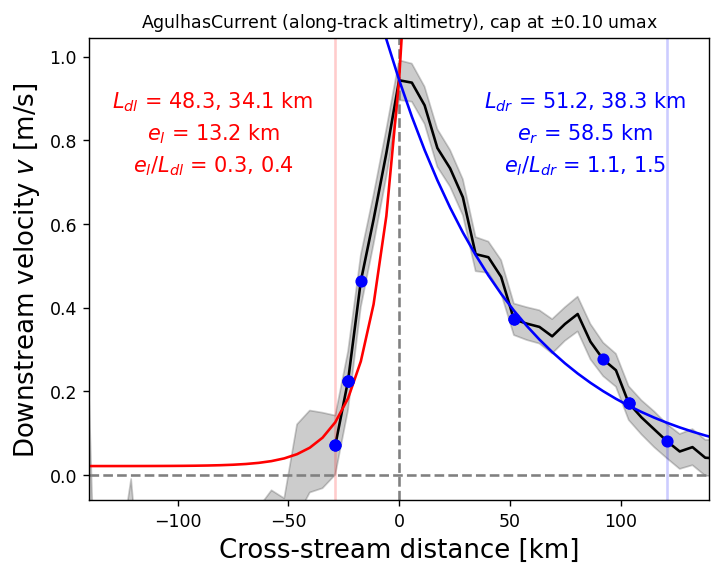 AgulhasCurrent (along-track altimetry), cap at ±0.10 umax
L_dl = 48.3, 34.1 km
e_l = 13.2 km
e_l/L_dl = 0.3, 0.4
L_dr = 51.2, 38.3 km
e_r = 58.5 km
e_l/L_dr = 1.1, 1.5
Downstream velocity v [m/s]
1.0
0.8
0.6
0.4
0.2
0.0
−100
−50
0
50
100
Cross-stream distance [km]